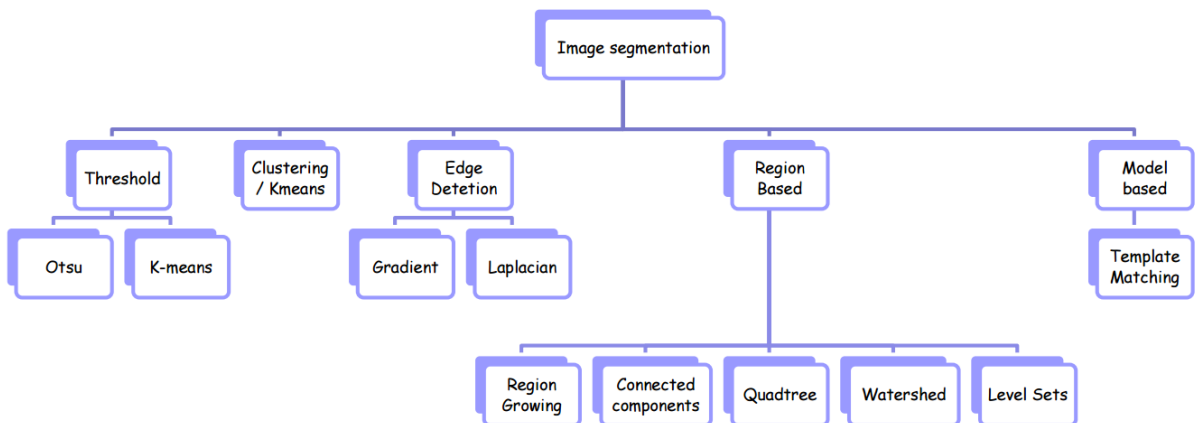 Image segmentation
Threshold
Clustering
/ Kmeans
Edge
Detetion
Region
Based
Model
based
Otsu
K-means
Gradient
Laplacian
Template
Matching
Region
Growing
Connected
components
Quadtree
Watershed
Level Sets